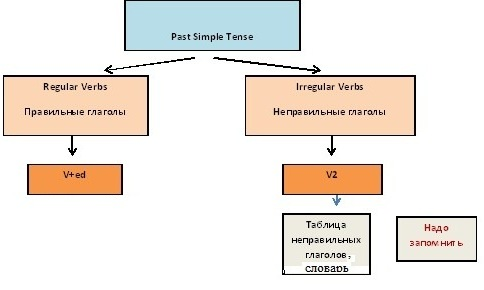 Past Simple Tense
Regular Verbs
Правильные глаголы
Irregular Verbs
Неправильные глаголы
V+ed
V2
Таблица
неправильных
глаголов,
словарь
Надо
запомнить